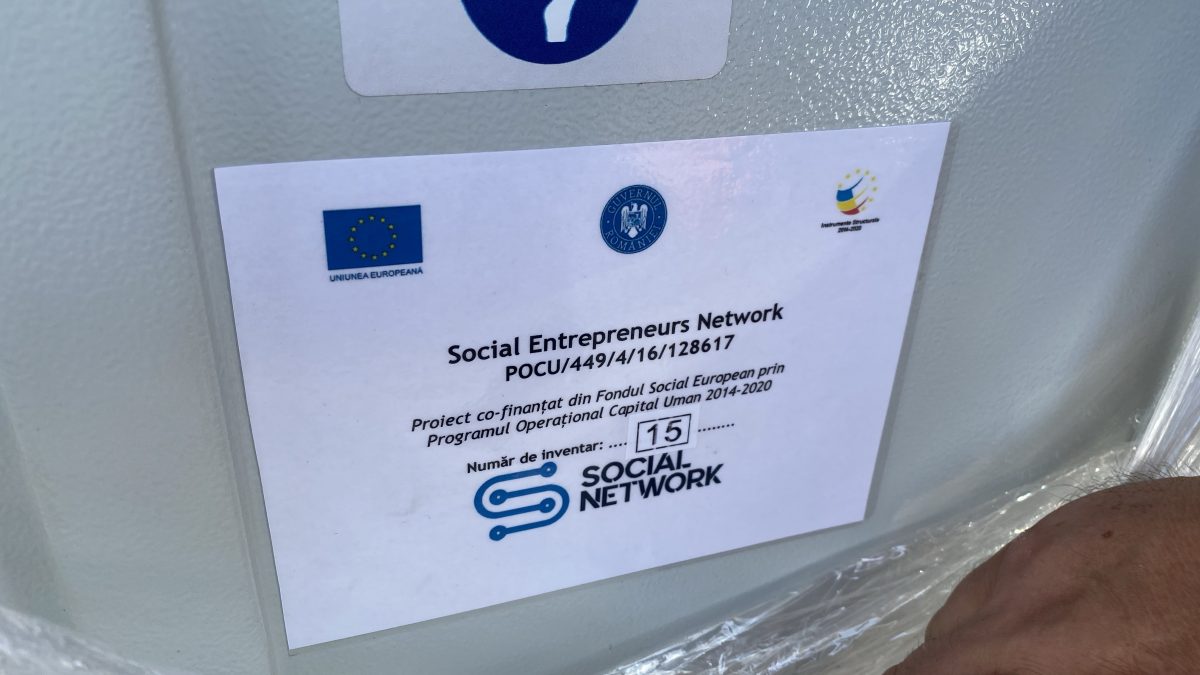 UNIUNEA EUROPEANĂ
GUVERNUL ROMÂNIEI
Instrumente Structurale
2014-2020
Social Entrepreneurs Network
POCU/449/4/16/128617
Proiect co-finanțat din Fondul Social European prin
Programul Operațional Capital Uman 2014-2020
Număr de inventar: .... 15 ........
SOCIAL
NETWORK